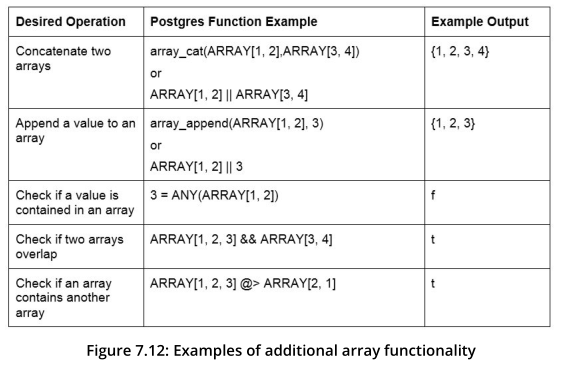 Desired Operation Postgres Function Example Example Output
Concatenate two array_cat(ARRAY[1, 2],ARRAY[3, 4]) {1, 2, 3, 4}
arrays
or
ARRAY[1, 2] || ARRAY[3, 4]
Append a value to an array_append(ARRAY[1, 2], 3) {1, 2, 3}
array
or
ARRAY[1, 2] || 3
Check if a value is 3 = ANY(ARRAY[1, 2]) f
contained in an array
Check if two arrays ARRAY[1, 2, 3] && ARRAY[3, 4] t
overlap
Check if an array ARRAY[1, 2, 3] @> ARRAY[2, 1] t
contains another
array
Figure 7.12: Examples of additional array functionality